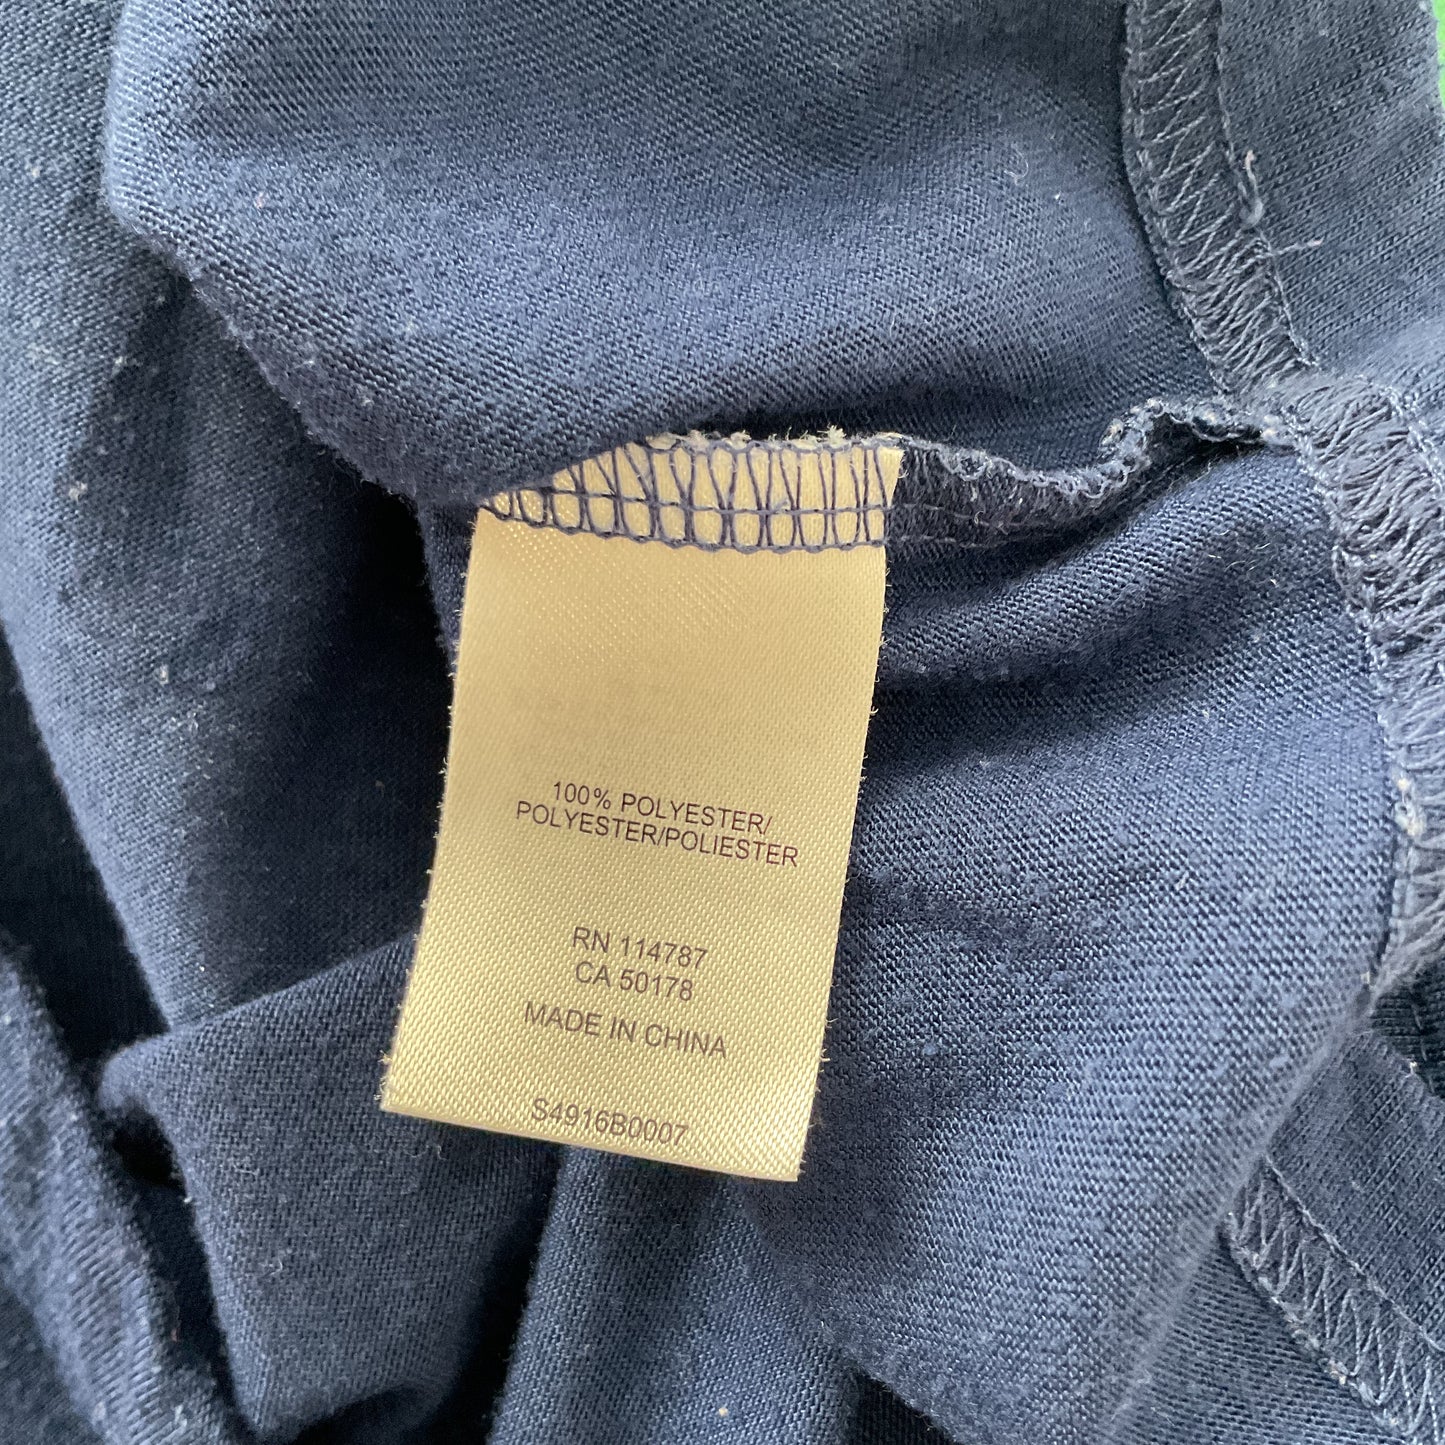 100% POLYESTER/
POLYESTER/POLIESTER
RN 114787
CA 50178
MADE IN CHINA
S4916B0007